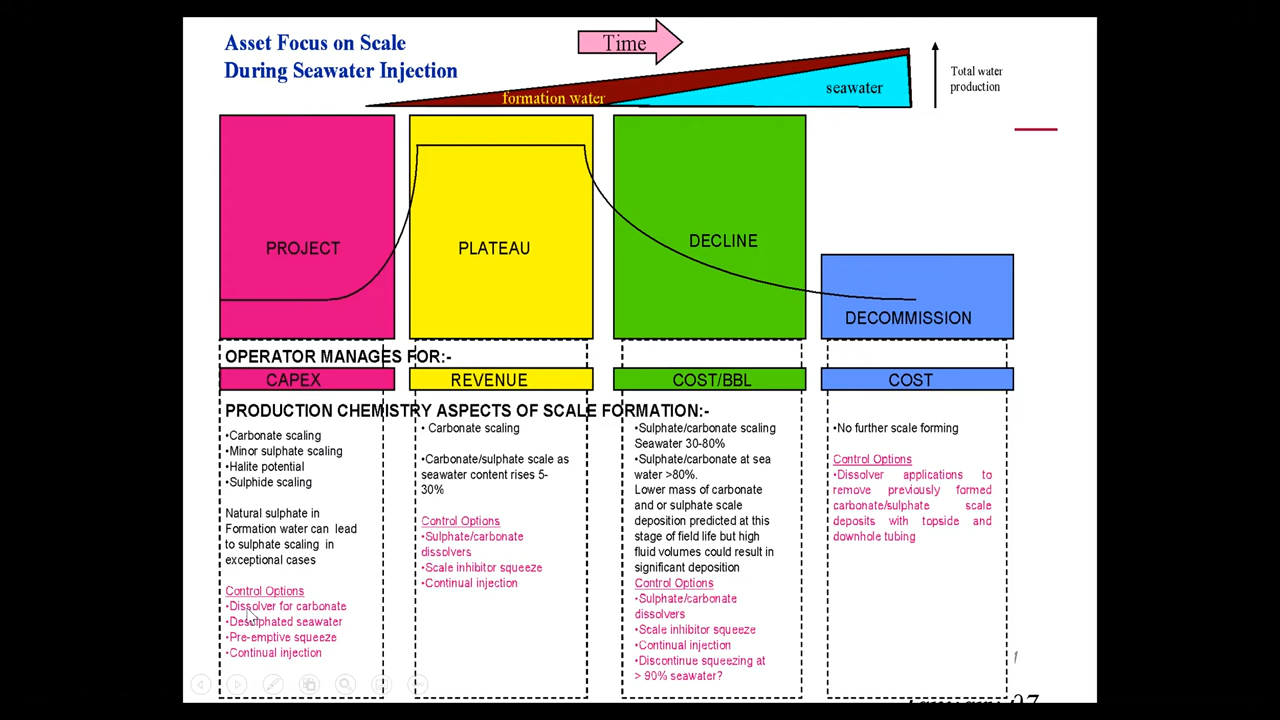 Asset Focus on Scale
During Seawater Injection
Time
formation water
seawater
Total water
production
PROJECT
PLATEAU
DECLINE
DECOMMISSION
OPERATOR MANAGES FOR:-
CAPEX
REVENUE
COST/BBL
COST
PRODUCTION CHEMISTRY ASPECTS OF SCALE FORMATION:-
•Carbonate scaling
•Minor sulphate scaling
•Halite potential
•Sulphide scaling
Natural sulphate in
Formation water can lead
to sulphate scaling in
exceptional cases
Control Options
•Dissolver for carbonate
•Desulphated seawater
•Pre-emptive squeeze
•Continual injection
• Carbonate scaling
•Carbonate/sulphate scale as
seawater content rises 5-
30%
Control Options
•Sulphate/carbonate
dissolvers
•Scale inhibitor squeeze
•Continual injection
•Sulphate/carbonate scaling
Seawater 30-80%
•Sulphate/carbonate at sea
water >80%.
Lower mass of carbonate
and or sulphate scale
deposition predicted at this
stage of field life but high
fluid volumes could result in
significant deposition
Control Options
•Sulphate/carbonate
dissolvers
•Scale inhibitor squeeze
•Continual injection
•Discontinue squeezing at
> 90% seawater?
•No further scale forming
Control Options
•Dissolver applications to
remove previously formed
carbonate/sulphate scale
deposits with topside and
downhole tubing